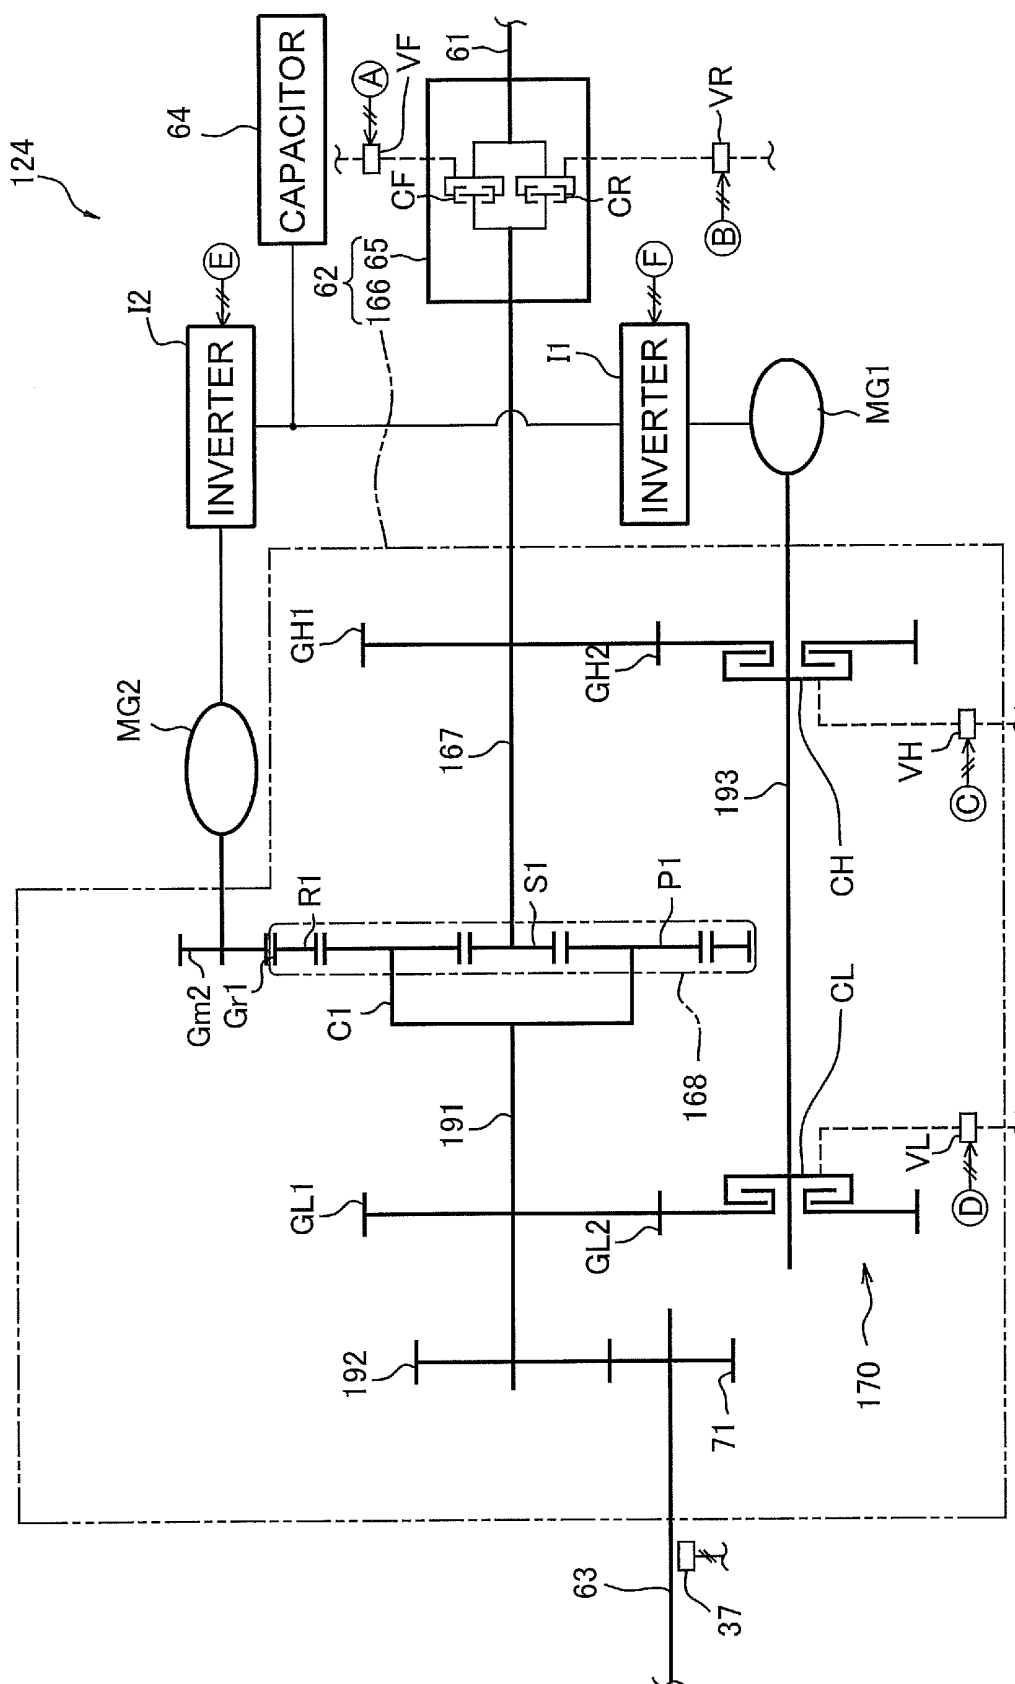 124
64
CAPACITOR
A
VF
61
CF
CR
VR
B
62
65
166
E
I2
INVERTER
F
I1
INVERTER
MG1
MG2
GH1
GH2
167
193
VH
C
CH
R1
S1
P1
Gm2
Gr1
C1
168
CL
191
VL
D
GL1
GL2
192
71
170
63
37